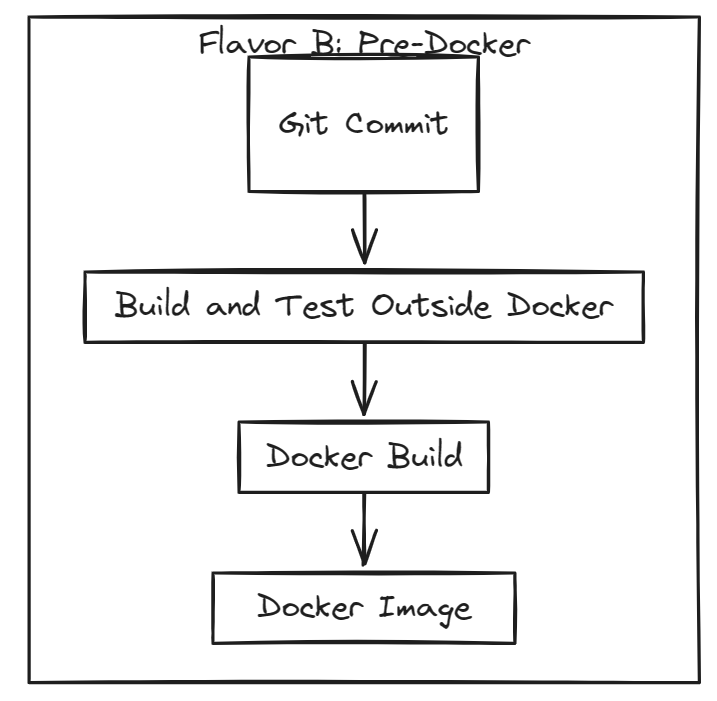 Flavor B: Pre-Docker
Git Commit
Build and Test Outside Docker
Docker Build
Docker Image